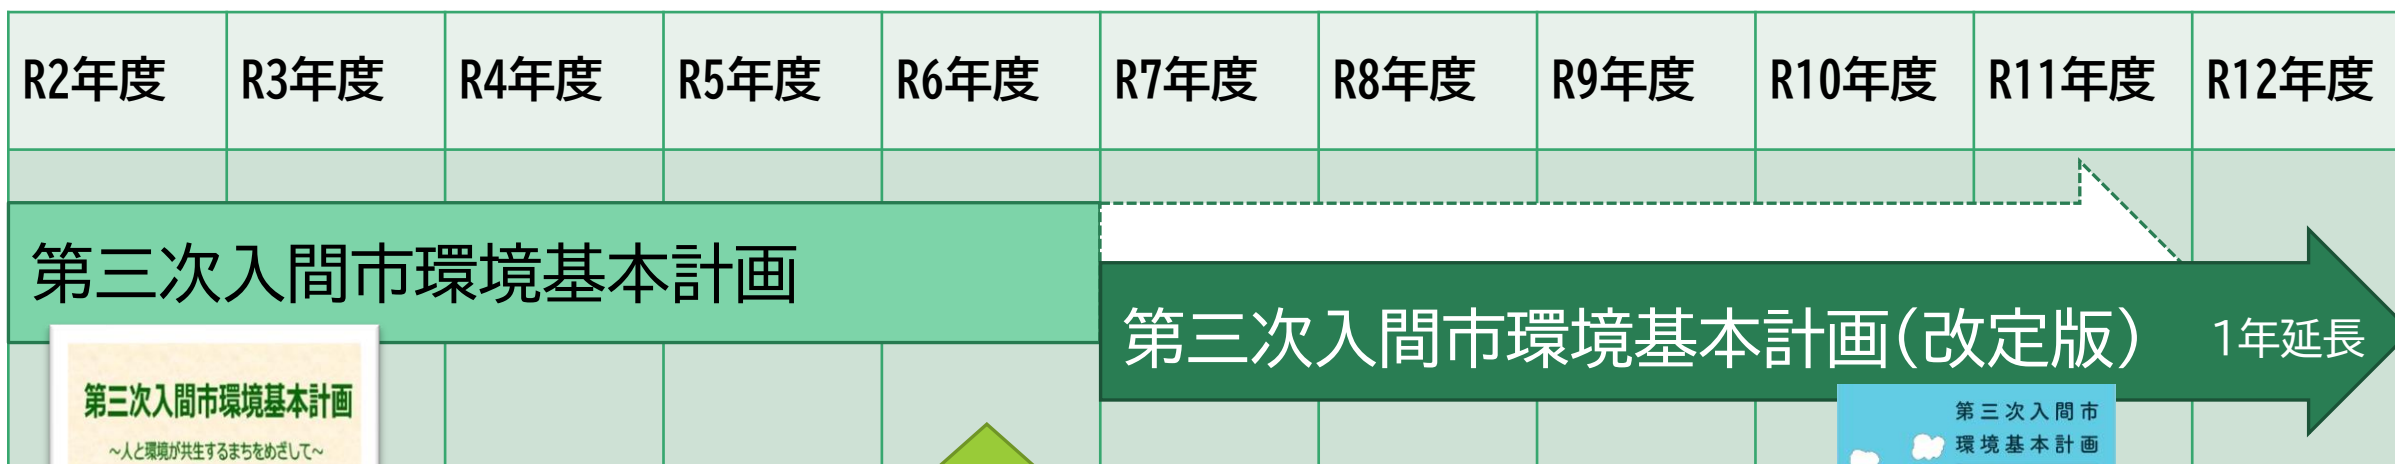 R2年度 R3年度 R4年度 R5年度 R6年度 R7年度 R8年度 R9年度 R10年度 R11年度 R12年度
第三次入間市環境基本計画
第三次入間市環境基本計画(改定版) 1年延長
第三次入間市環境基本計画
~人と環境が共生するまちをめざして~
第三次入間市
環境基本計画